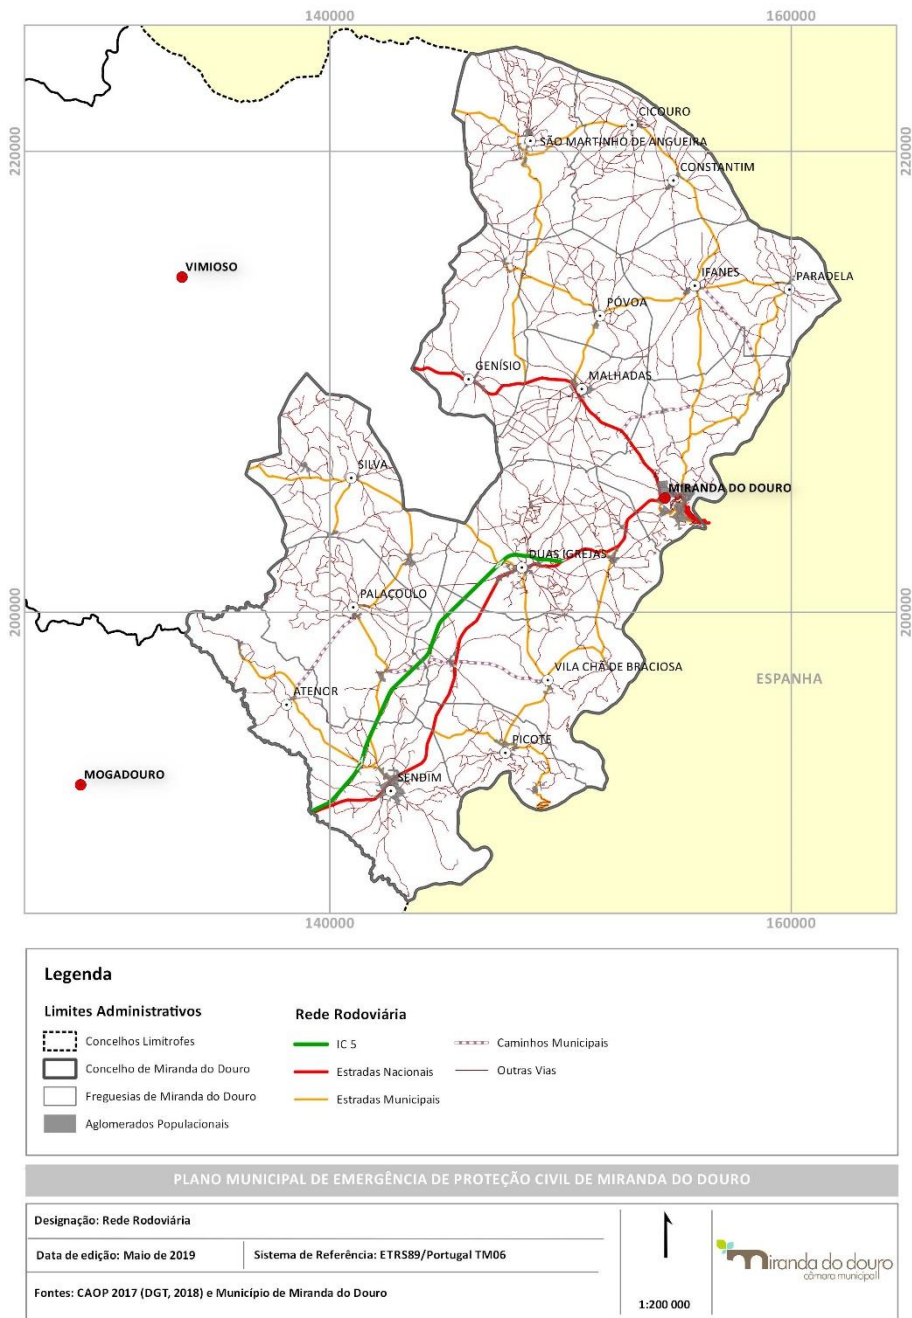 140000
160000
CICOURO
SÃO MARTINHO DE ANGUEIRA
220000
220000
CONSTANTIM
VIMIOSO
IFANES
PARADELA
PÓVOA
GENÍSIO
MALHADAS
SILVA
MIRANDA DO DOURO
DUAS IGREJAS
PALAÇOULO
200000
200000
VILA CHÃ DE BRACIOSA
ESPANHA
ATENOR
PICOTE
MOGADOURO
SENDIM
140000
160000
Legenda
Limites Administrativos
Concelhos Limitrofes
Concelho de Miranda do Douro
Freguesias de Miranda do Douro
Aglomerados Populacionais
Rede Rodoviária
IC 5
Estradas Nacionais
Estradas Municipais
Caminhos Municipais
Outras Vias
PLANO MUNICIPAL DE EMERGÊNCIA DE PROTEÇÃO CIVIL DE MIRANDA DO DOURO
Designação: Rede Rodoviária
Data de edição: Maio de 2019
Sistema de Referência: ETRS89/Portugal TM06
Fontes: CAOP 2017 (DGT, 2018) e Município de Miranda do Douro
1:200 000
miranda do douro
câmara municipal